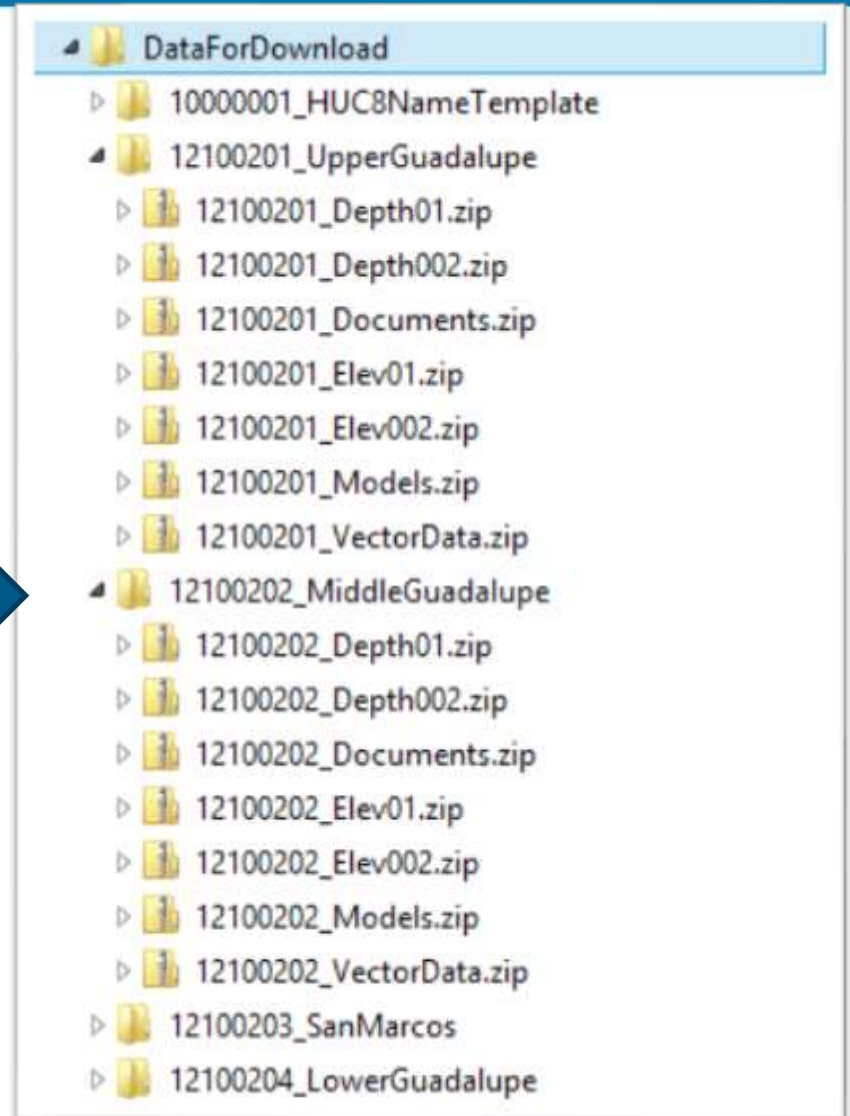 DataForDownload
10000001_HUC8NameTemplate
12100201_UpperGuadalupe
12100201_Depth01.zip
12100201_Depth002.zip
12100201_Documents.zip
12100201_Elev01.zip
12100201_Elev002.zip
12100201_Models.zip
12100201_VectorData.zip
12100202_MiddleGuadalupe
12100202_Depth01.zip
12100202_Depth002.zip
12100202_Documents.zip
12100202_Elev01.zip
12100202_Elev002.zip
12100202_Models.zip
12100202_VectorData.zip
12100203_SanMarcos
12100204_LowerGuadalupe